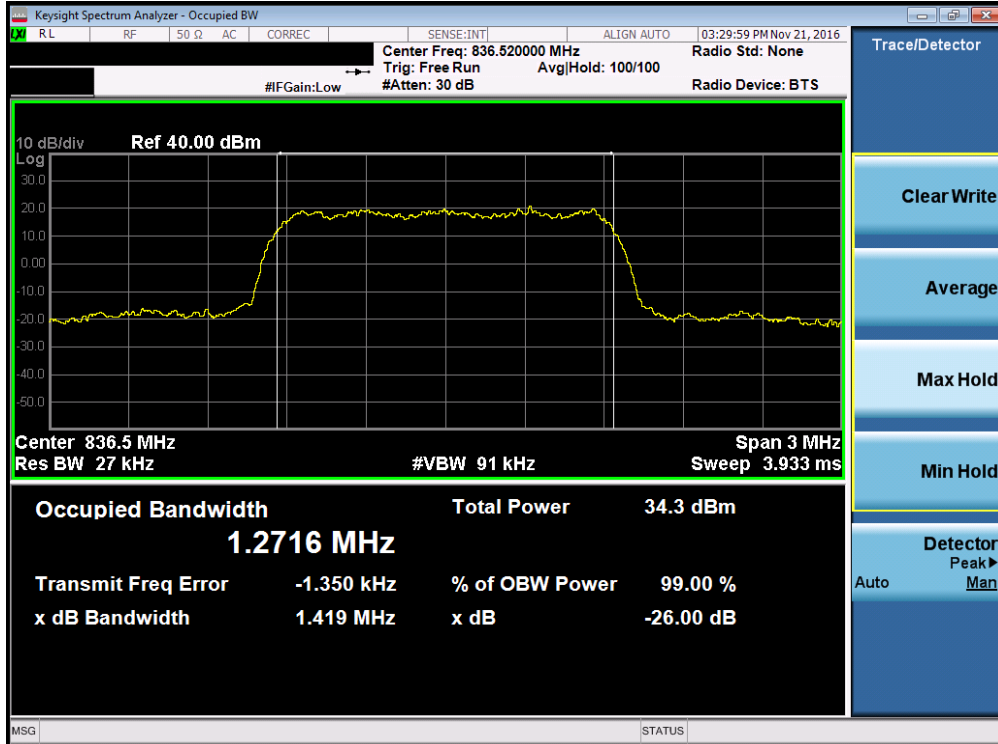 Keysight Spectrum Analyzer - Occupied BW
LXI RL RF 50 Ω AC CORREC SENSE:INT ALIGN AUTO 03:29:59 PM Nov 21, 2016
Center Freq: 836.520000 MHz Radio Std: None
Trig: Free Run Avg|Hold: 100/100
#IFGain:Low #Atten: 30 dB Radio Device: BTS
Trace/Detector
10 dB/div Ref 40.00 dBm
Log
30.0
20.0
10.0
0.00
-10.0
-20.0
-30.0
-40.0
-50.0
Center 836.5 MHz Span 3 MHz
Res BW 27 kHz #VBW 91 kHz Sweep 3.933 ms
Occupied Bandwidth Total Power 34.3 dBm
1.2716 MHz
Transmit Freq Error -1.350 kHz % of OBW Power 99.00 %
x dB Bandwidth 1.419 MHz x dB -26.00 dB
Clear Write
Average
Max Hold
Min Hold
Detector
Peak▶
Auto Man
MSG STATUS